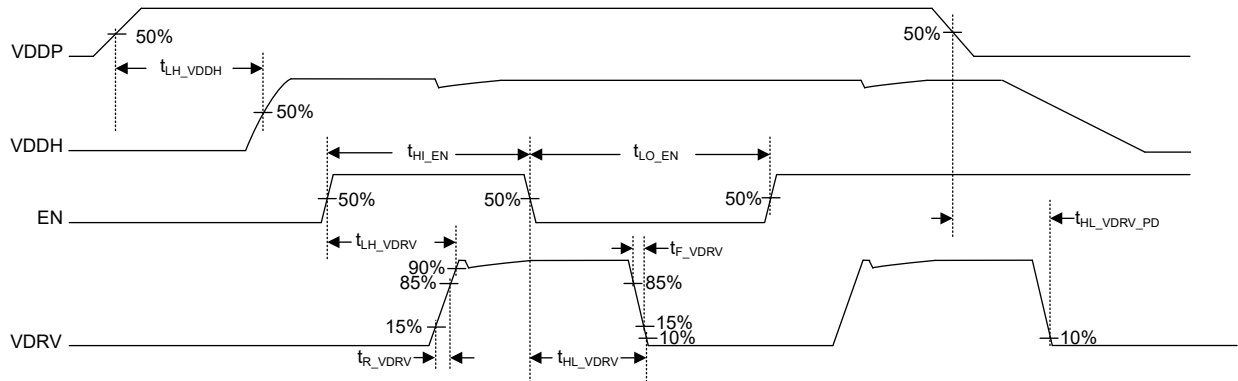 VDDP
50%
50%
tLH_VDDH
VDDH
50%
tHI_EN
tLO_EN
EN
50%
50%
50%
tHL_VDRV_PD
tLH_VDRV
tF_VDRV
90%
85%
85%
15%
15%
10%
VDRV
10%
tR_VDRV
tHL_VDRV